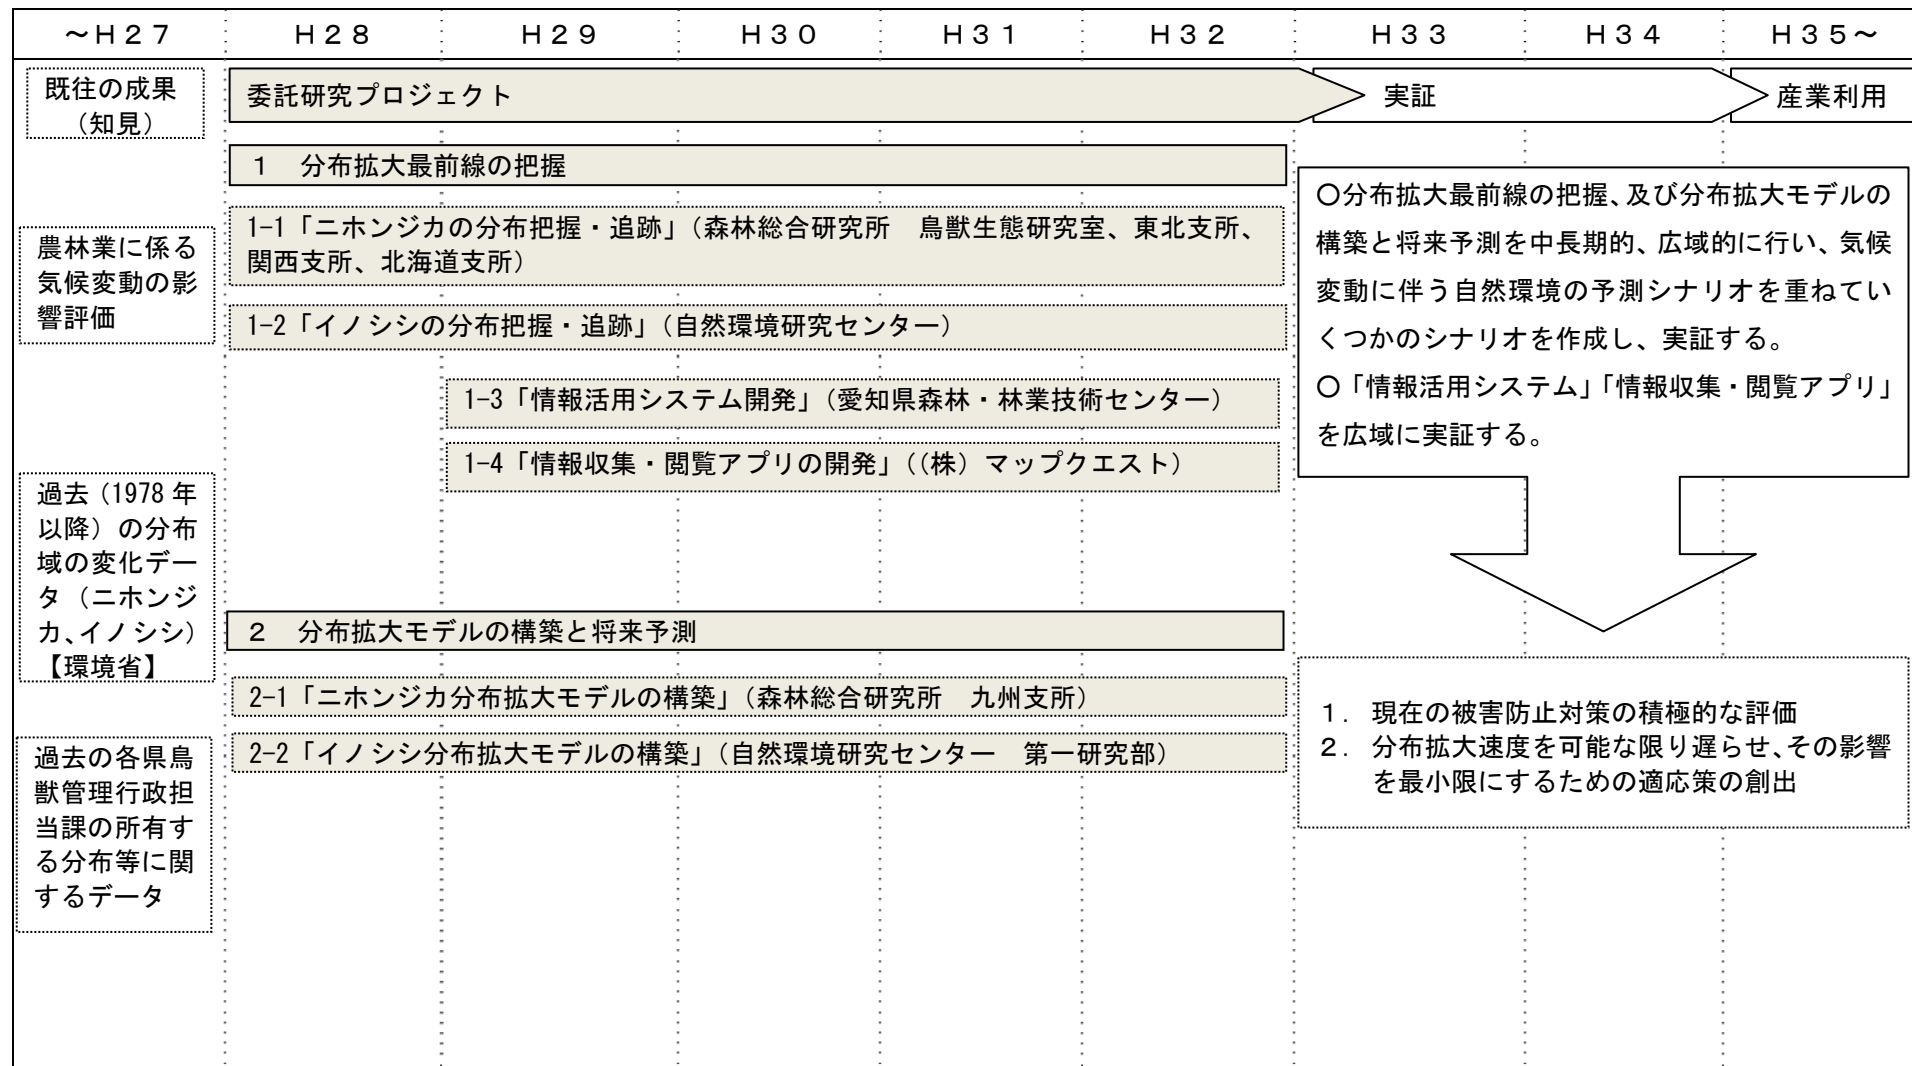 ～Ｈ２７　Ｈ２８　Ｈ２９　Ｈ３０　Ｈ３１　Ｈ３２　Ｈ３３　Ｈ３４　Ｈ３５～
既往の成果
（知見）
委託研究プロジェクト
実証
産業利用
農林業に係る
気候変動の影
響評価
過去（1978 年
以降）の分布
域の変化デー
タ（ニホンジ
カ、イノシシ）
【環境省】
過去の各県鳥
獣管理行政担
当課の所有す
る分布等に関
するデータ
１　分布拡大最前線の把握
1-1「ニホンジカの分布把握・追跡」（森林総合研究所　鳥獣生態研究室、東北支所、
関西支所、北海道支所）
1-2「イノシシの分布把握・追跡」（自然環境研究センター）
1-3「情報活用システム開発」（愛知県森林・林業技術センター）
1-4「情報収集・閲覧アプリの開発」（（株）マップクエスト）
２　分布拡大モデルの構築と将来予測
2-1「ニホンジカ分布拡大モデルの構築」（森林総合研究所　九州支所）
2-2「イノシシ分布拡大モデルの構築」（自然環境研究センター　第一研究部）
〇分布拡大最前線の把握、及び分布拡大モデルの
構築と将来予測を中長期的、広域的に行い、気候
変動に伴う自然環境の予測シナリオを重ねてい
くつかのシナリオを作成し、実証する。
〇「情報活用システム」「情報収集・閲覧アプリ」
を広域に実証する。
１．現在の被害防止対策の積極的な評価
２．分布拡大速度を可能な限り遅らせ、その影響
を最小限にするための適応策の創出